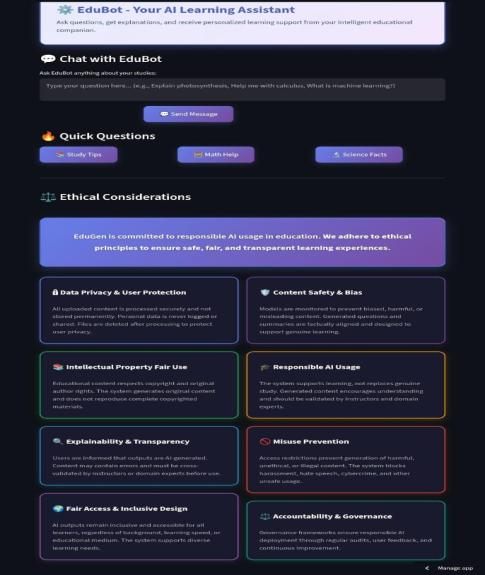 ⚙️ EduBot - Your AI Learning Assistant
Ask questions, get explanations, and receive personalized learning support from your intelligent educational
companion.
💬 Chat with EduBot
Ask EduBot anything about your studies:
Type your question here... (e.g., Explain photosynthesis, Help me with calculus, What is machine learning?)
💬 Send Message
🔥 Quick Questions
📚 Study Tips
🧮 Math Help
🔬 Science Facts
⚖️ Ethical Considerations
EduGen is committed to responsible AI usage in education. We adhere to ethical
principles to ensure safe, fair, and transparent learning experiences.
🔒 Data Privacy & User Protection
All uploaded content is processed securely and not
stored permanently. Personal data is never logged or
shared. Files are deleted after processing to protect
user privacy.
🛡️ Content Safety & Bias
Models are monitored to prevent biased, harmful, or
misleading content. Generated questions and
summaries are factually aligned and designed to
support genuine learning.
📚 Intellectual Property Fair Use
Educational content respects copyright and original
author rights. The system generates original content
and does not reproduce complete copyrighted
materials.
🎓 Responsible AI Usage
The system supports learning, not replaces genuine
study. Generated content encourages understanding
and should be validated by instructors and domain
experts.
🔍 Explainability & Transparency
Users are informed that outputs are AI-generated.
Content may contain errors and must be cross-
validated by instructors or domain experts before use.
🚫 Misuse Prevention
Access restrictions prevent generation of harmful,
unethical, or illegal content. The system blocks
harassment, hate speech, cybercrime, and other
unsafe usage.
🌍 Fair Access & Inclusive Design
AI outputs remain inclusive and accessible for all
learners, regardless of background, learning speed, or
educational medium. The system supports diverse
learning needs.
⚖️ Accountability & Governance
Governance frameworks ensure responsible AI
deployment through regular audits, user feedback, and
continuous improvement.
< Manage app